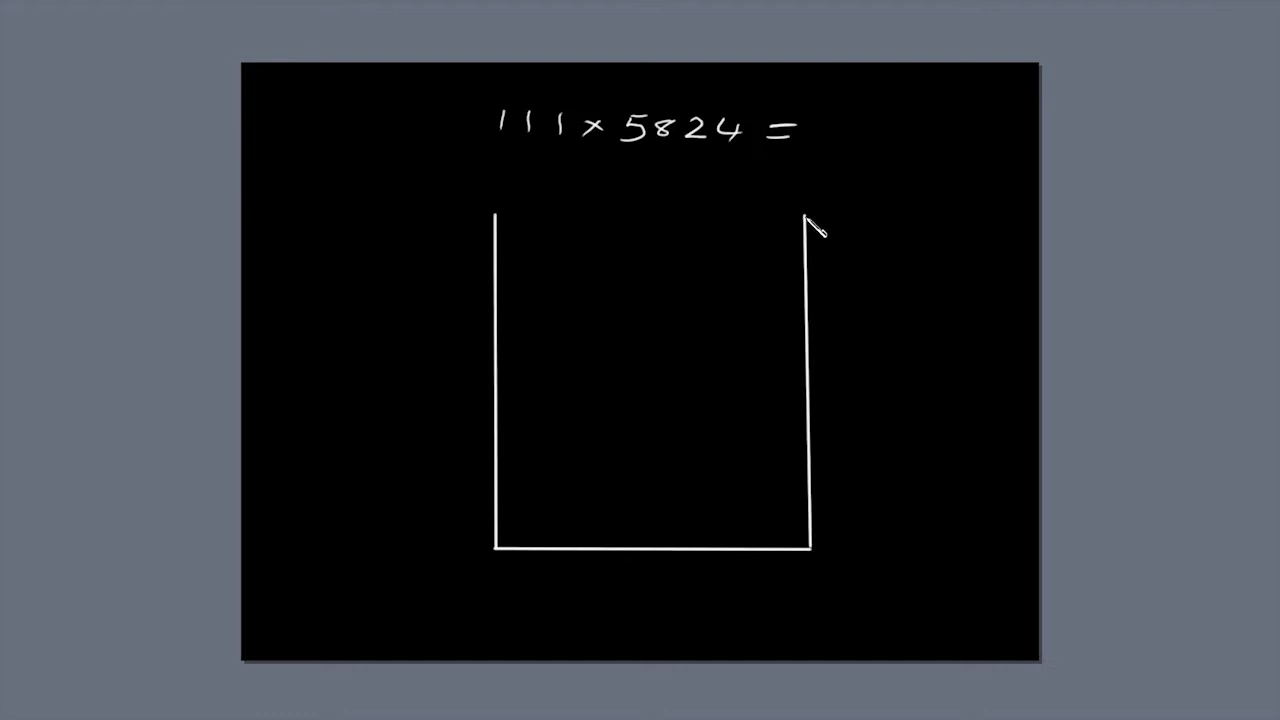 111 × 5824 =